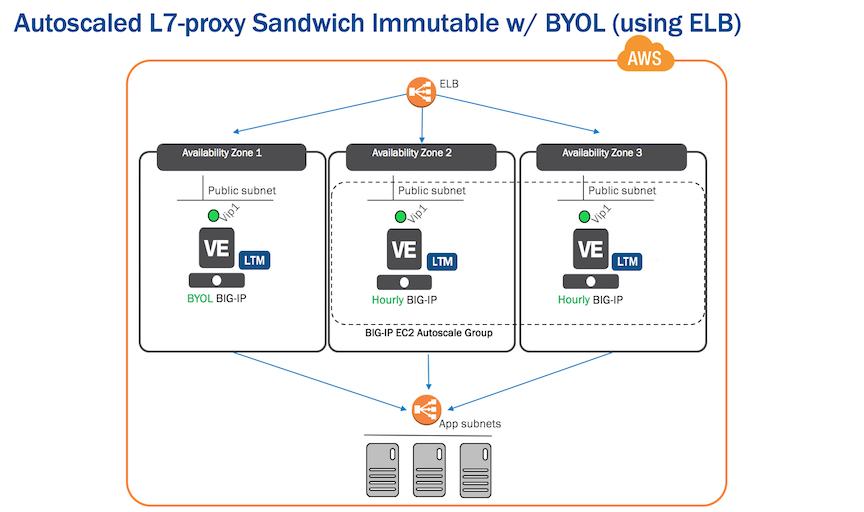 Autoscaled L7-proxy Sandwich Immutable w/ BYOL (using ELB)
AWS
ELB
Availability Zone 1
Availability Zone 2
Availability Zone 3
Public subnet
Public subnet
Public subnet
Vip1
Vip1
Vip1
VE
VE
VE
LTM
LTM
LTM
BYOL BIG-IP
Hourly BIG-IP
Hourly BIG-IP
BIG-IP EC2 Autoscale Group
App subnets